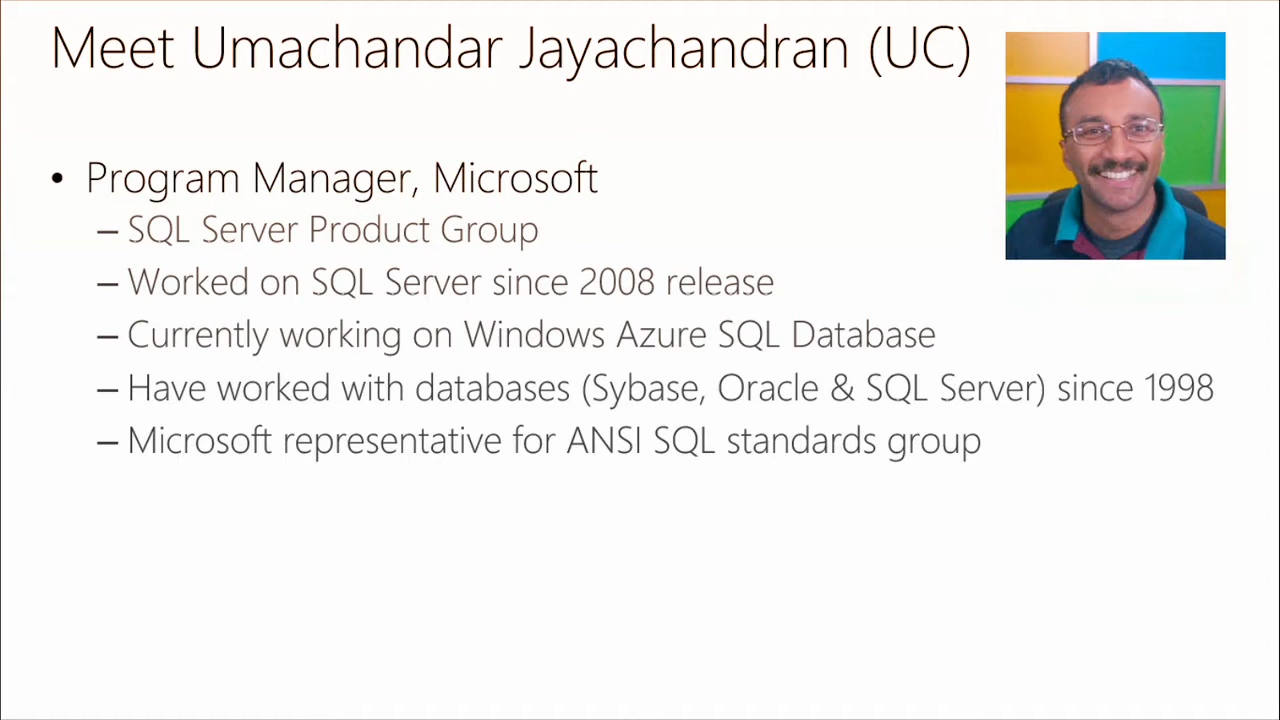 Meet Umachandar Jayachandran (UC)
• Program Manager, Microsoft
– SQL Server Product Group
– Worked on SQL Server since 2008 release
– Currently working on Windows Azure SQL Database
– Have worked with databases (Sybase, Oracle & SQL Server) since 1998
– Microsoft representative for ANSI SQL standards group